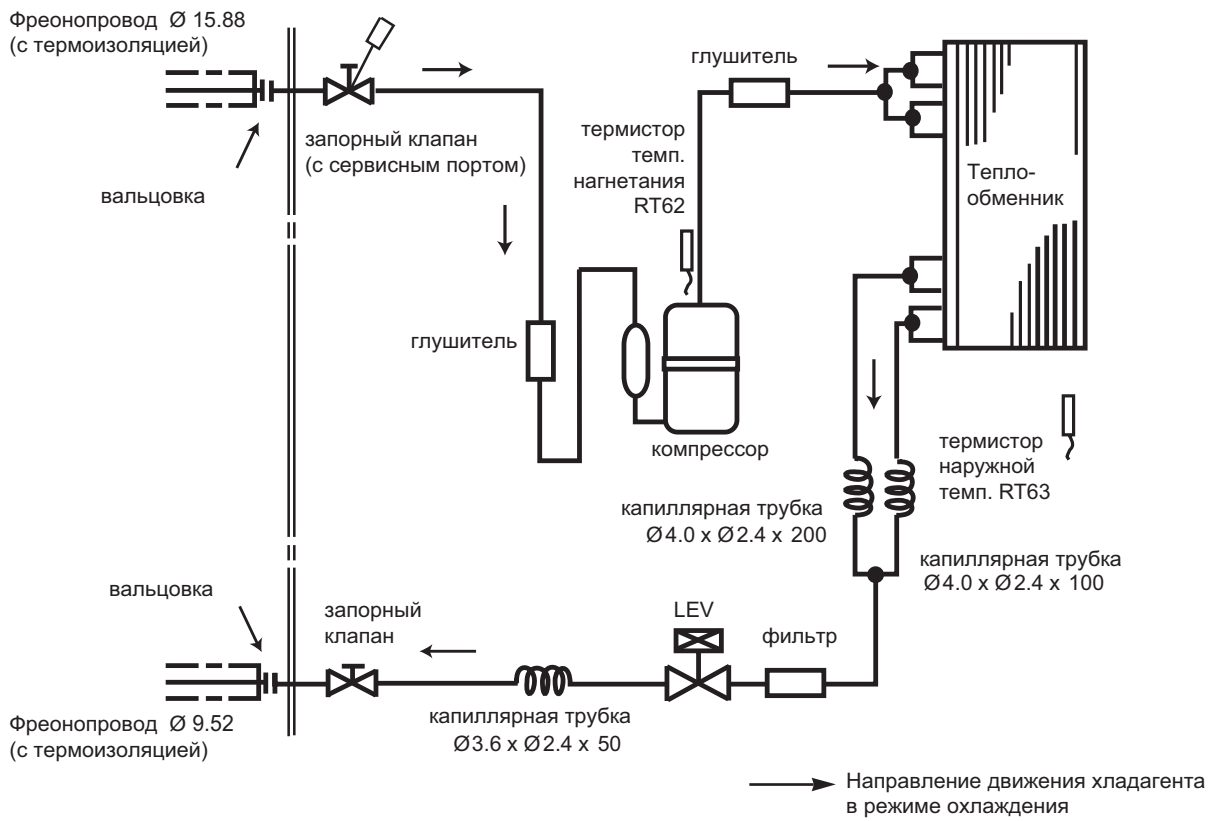 Фреонопровод Ø 15.88
(с термоизоляцией)
вальцовка
запорный клапан
(с сервисным портом)
глушитель
термистор
темп.
нагнетания
RT62
глушитель
Тепло-
обменник
компрессор
термистор
наружной
темп. RT63
капиллярная трубка
Ø4.0 x Ø2.4 x 200
капиллярная трубка
Ø4.0 x Ø2.4 x 100
вальцовка
запорный
клапан
LEV
фильтр
Фреонопровод Ø 9.52
(с термоизоляцией)
капиллярная трубка
Ø3.6 x Ø2.4 x 50
Направление движения хладагента
в режиме охлаждения